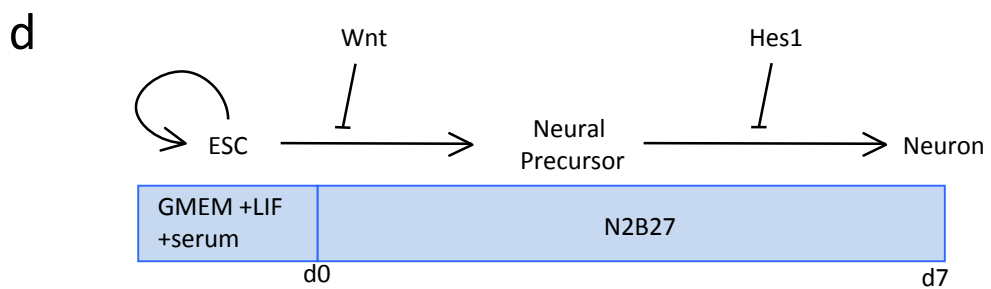 d
Wnt
Hes1
ESC
Neural
Precursor
Neuron
GMEM +LIF
+serum
N2B27
d0
d7